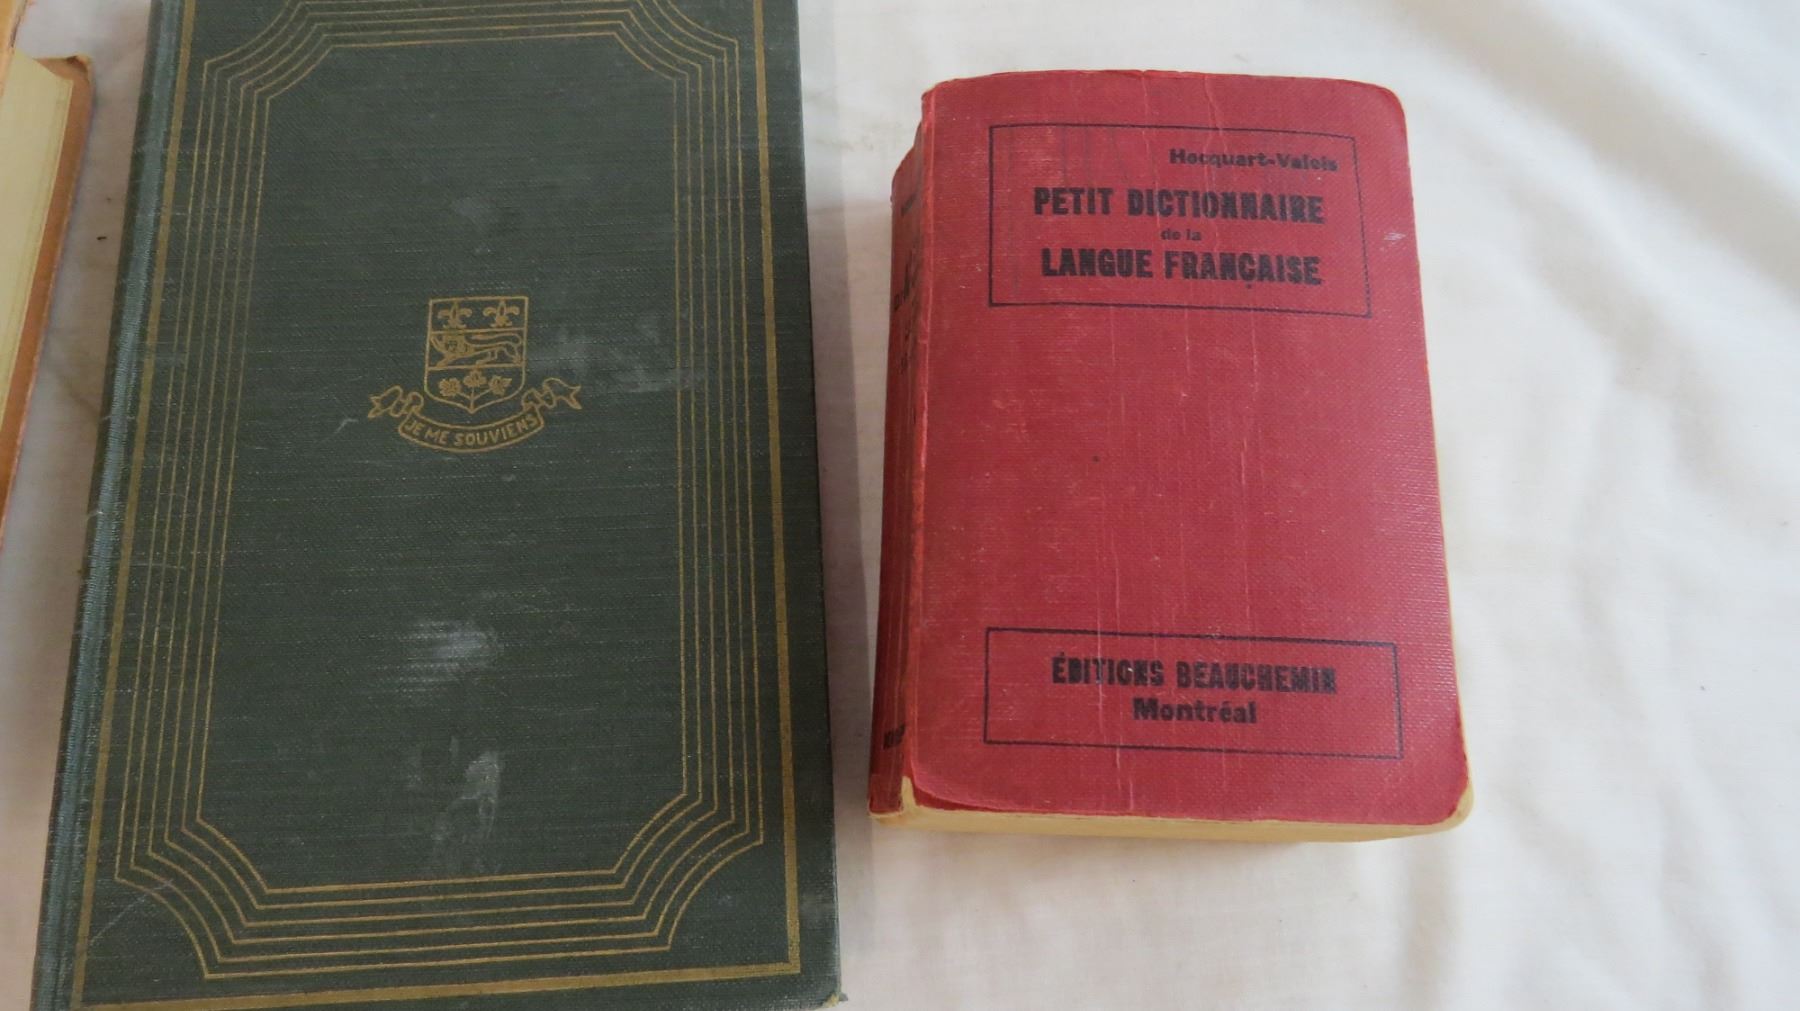 JE ME SOUVIENS
Hocquart-Valois
PETIT DICTIONNAIRE
de la
LANGUE FRANÇAISE
ÉDITIONS BEAUCHEMIN
Montréal